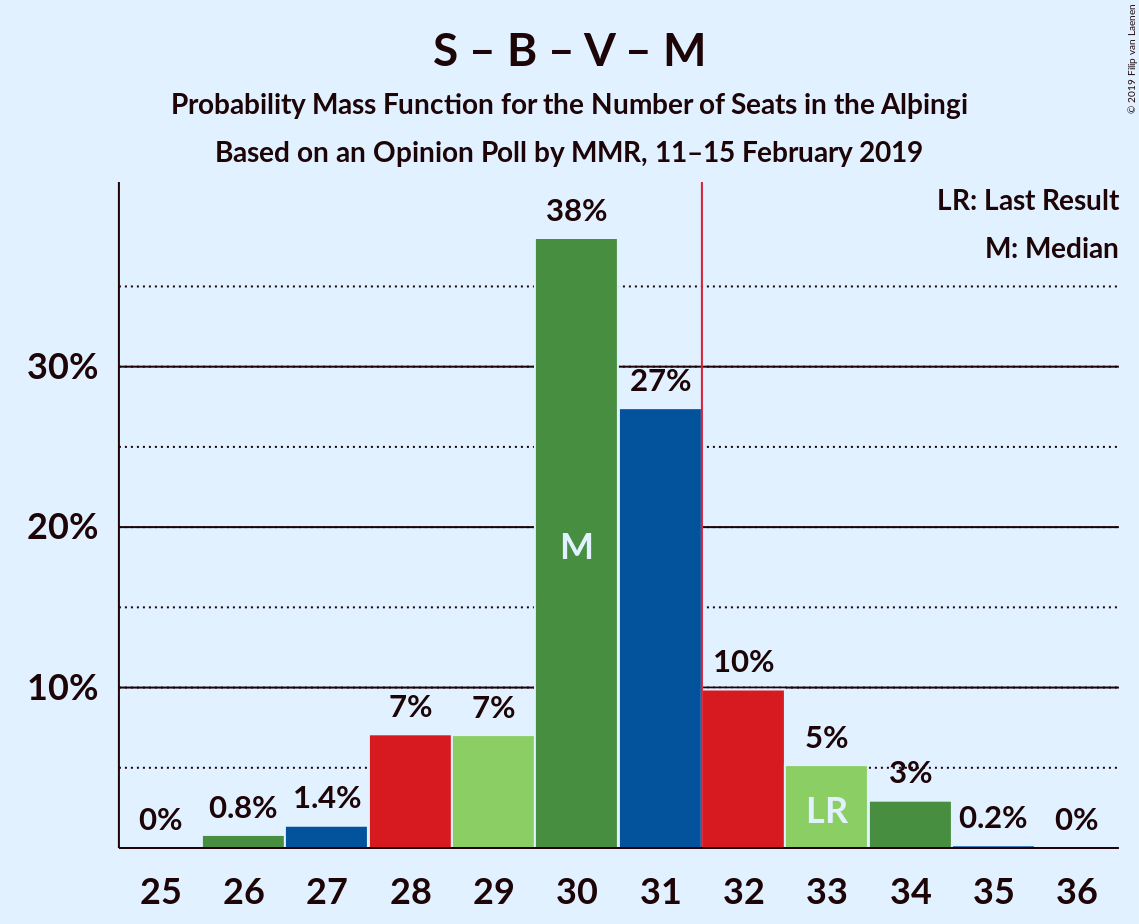 S – B – V – M
Probability Mass Function for the Number of Seats in the Alþingi
Based on an Opinion Poll by MMR, 11–15 February 2019
© 2019 Filip van Laenen
LR: Last Result
M: Median
38%
30%
27%
20%
M
10%
10%
7%
7%
5%
3%
0%
0.8%
1.4%
LR
0.2%
0%
25 26 27 28 29 30 31 32 33 34 35 36